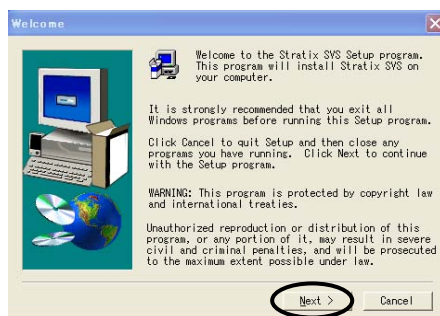 Welcome
Welcome to the Stratix SVS Setup program.
This program will install Stratix SVS on
your computer.
It is strongly recommended that you exit all
Windows programs before running this Setup program.
Click Cancel to quit Setup and then close any
programs you have running. Click Next to continue
with the Setup program.
WARNING: This program is protected by copyright law
and international treaties.
Unauthorized reproduction or distribution of this
program, or any portion of it, may result in severe
civil and criminal penalties, and will be prosecuted
to the maximum extent possible under law.
Next >
Cancel